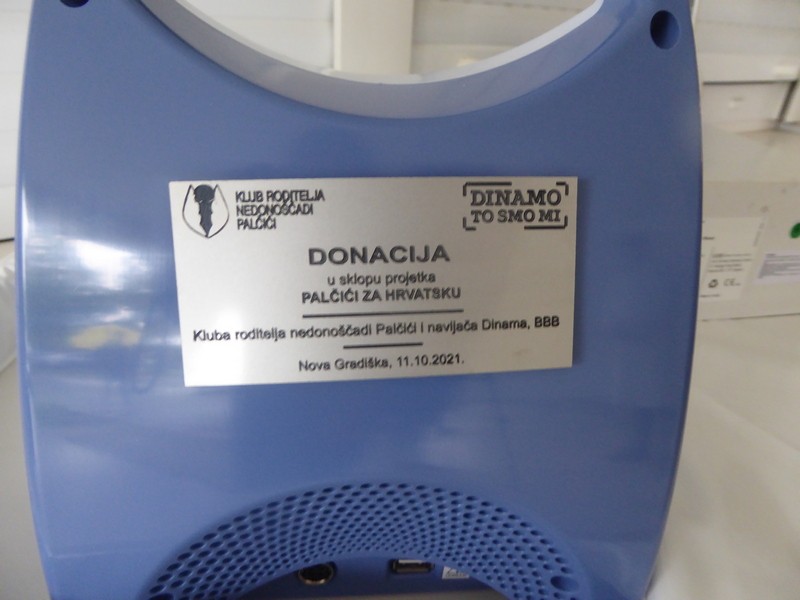 KLUB RODITELJA
NEDONOŠČADI
PALČIĆI
DINAMO
TO SMO MI
DONACIJA
u sklopu projetka
PALČIĆI ZA HRVATSKU
Kluba roditelja nedonoščadi Palčići i navijača Dinama, BBB
Nova Gradiška, 11.10.2021.